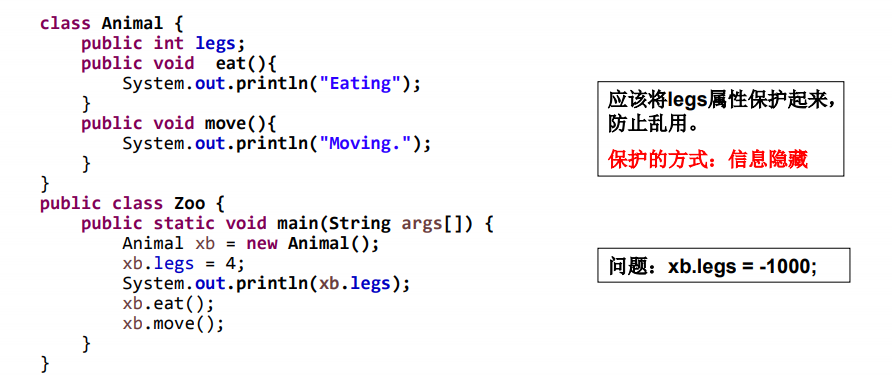 class Animal {
    public int legs;
    public void  eat(){
        System.out.println("Eating");
    }
    public void move(){
        System.out.println("Moving.");
    }
}
public class Zoo {
    public static void main(String args[]) {
        Animal xb = new Animal();
        xb.legs = 4;
        System.out.println(xb.legs);
        xb.eat();
        xb.move();
    }
}
应该将legs属性保护起来，
防止乱用。
保护的方式：信息隐藏
问题：xb.legs = -1000;